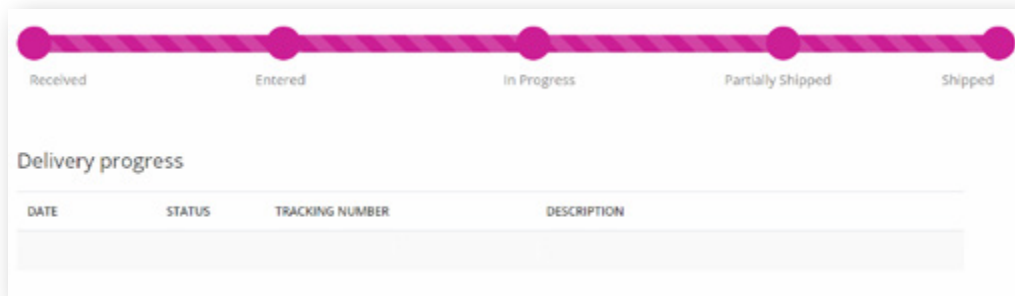 Received Entered In Progress Partially Shipped Shipped
Delivery progress
DATE STATUS TRACKING NUMBER DESCRIPTION